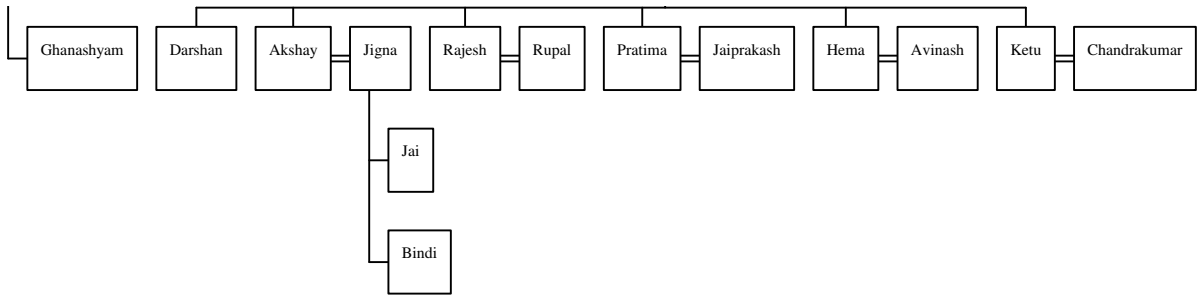 Ghanashyam
Darshan
Akshay
Jigna
Rajesh
Rupal
Pratima
Jaiprakash
Hema
Avinash
Ketu
Chandrakumar
Jai
Bindi